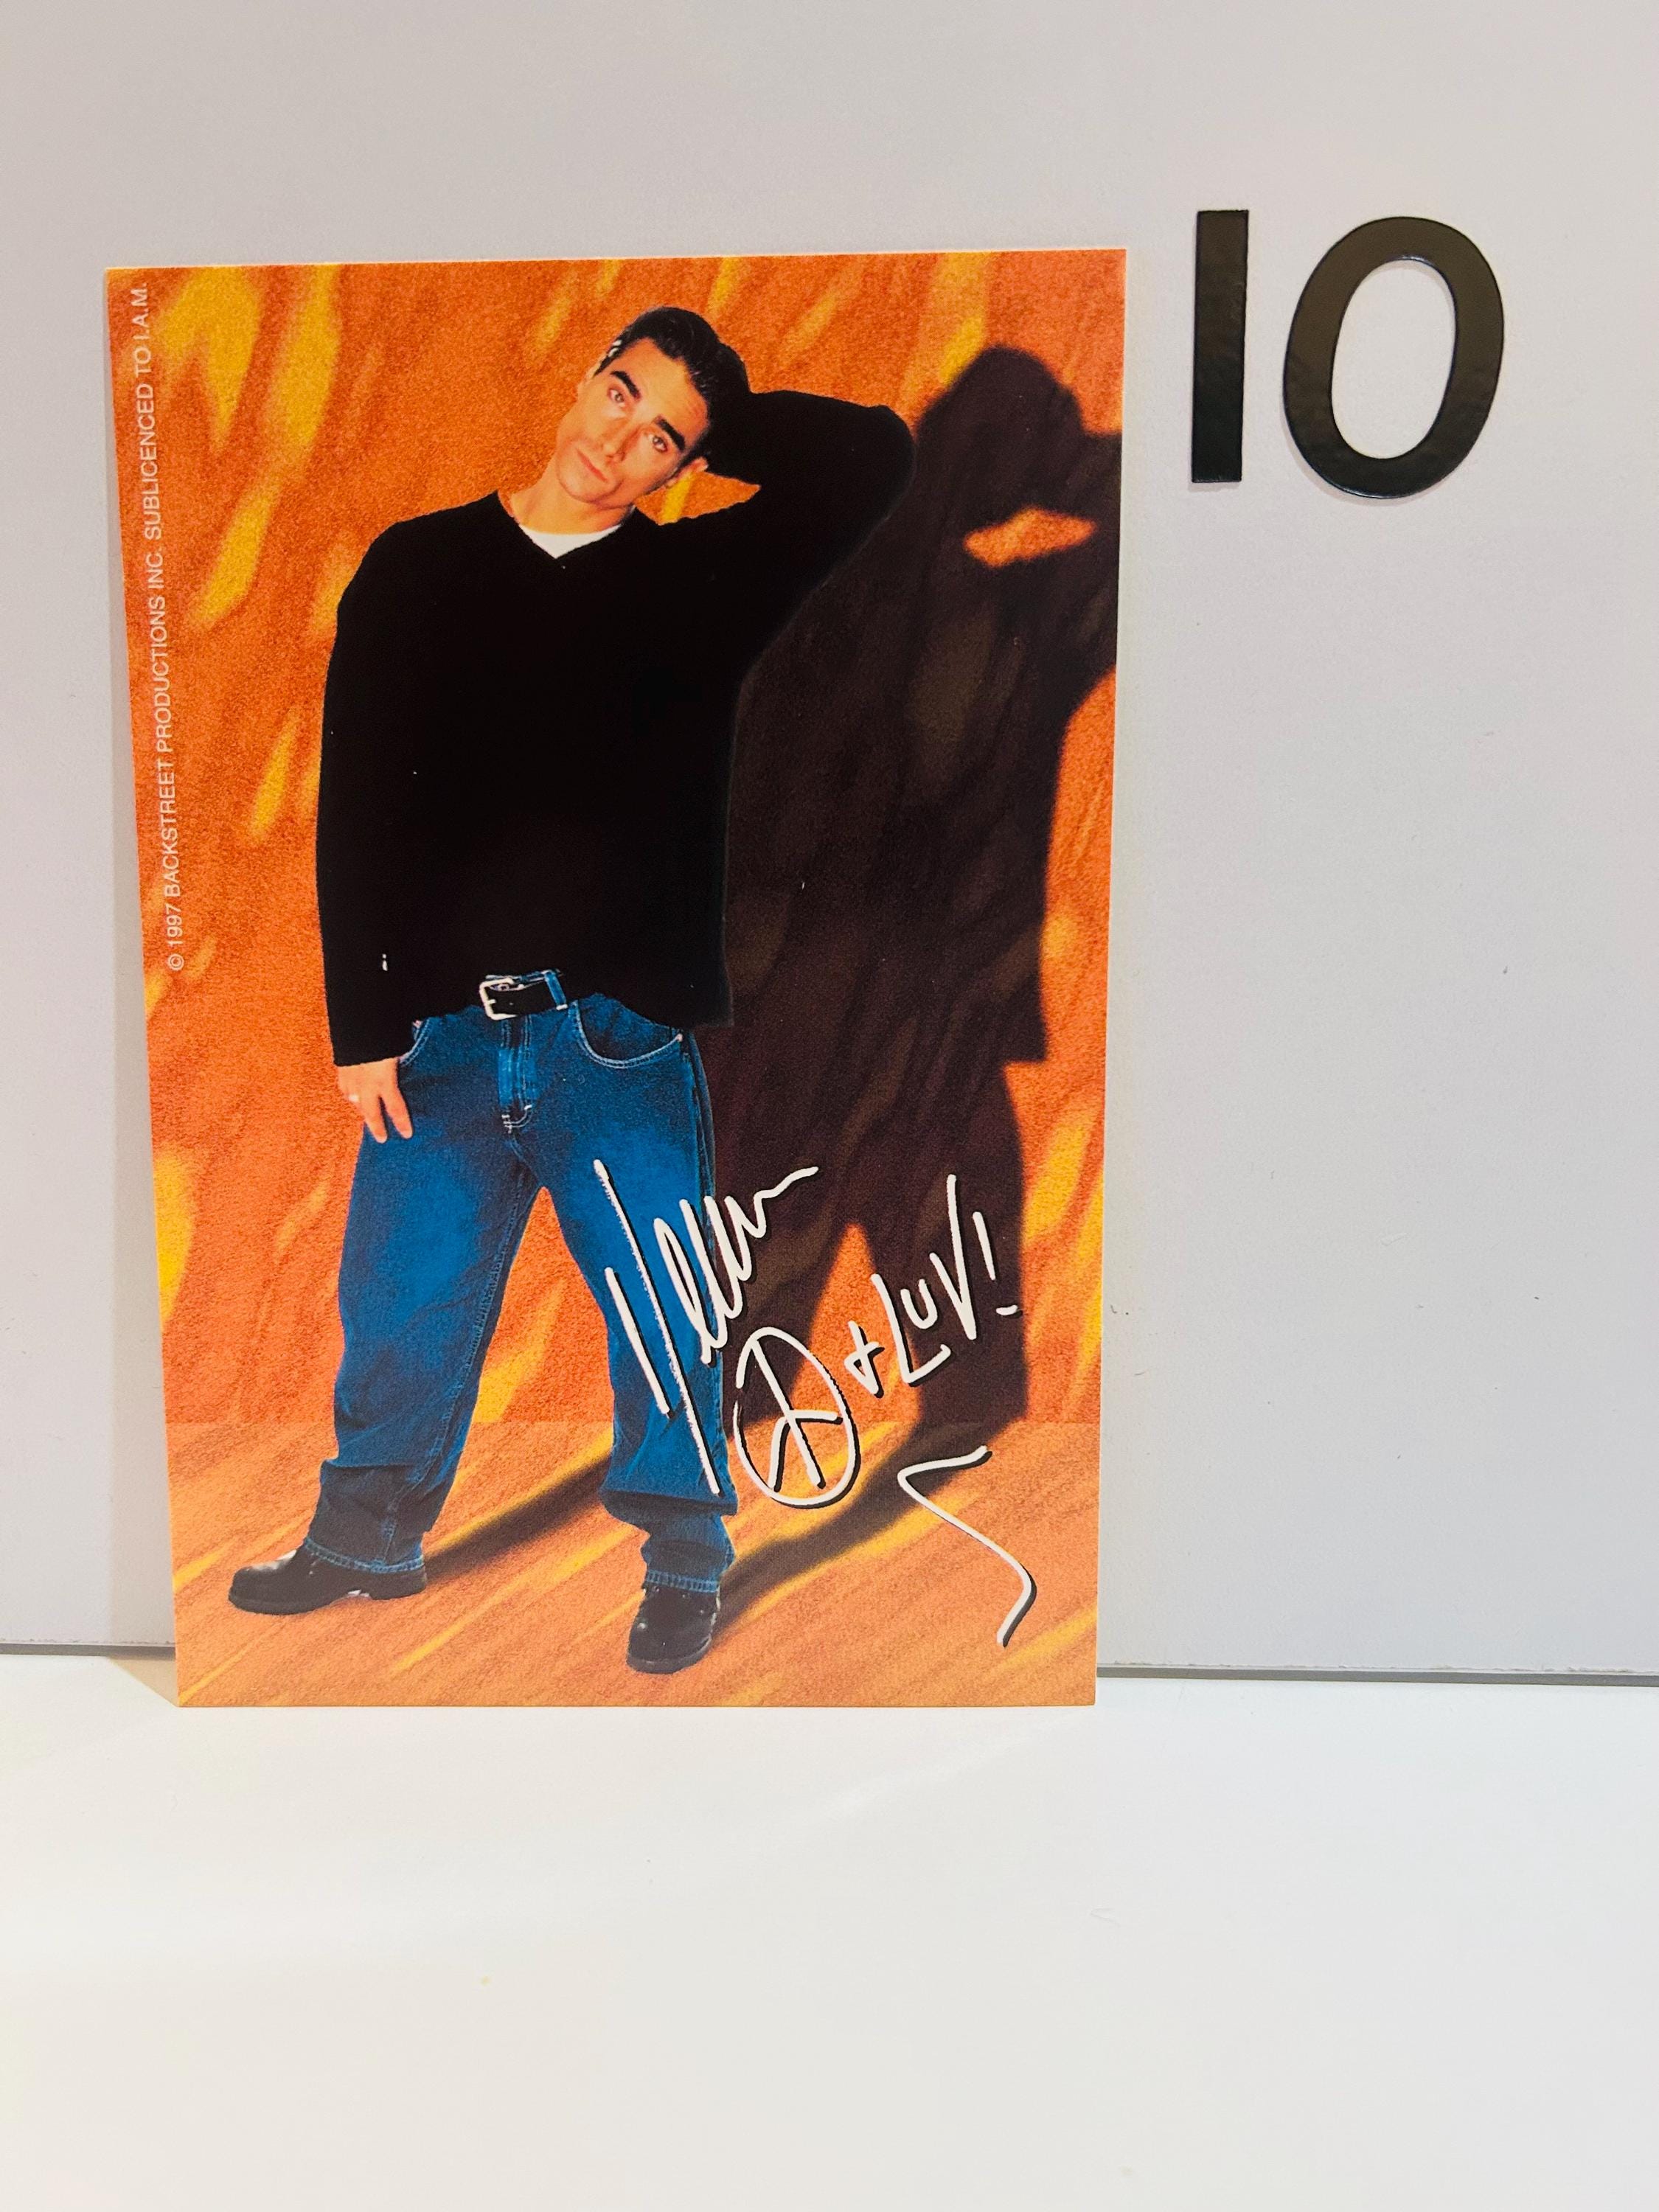 © 1997 BACKSTREET PRODUCTIONS INC. SUBLICENCED TO I.A.M.
10
+ LUV!